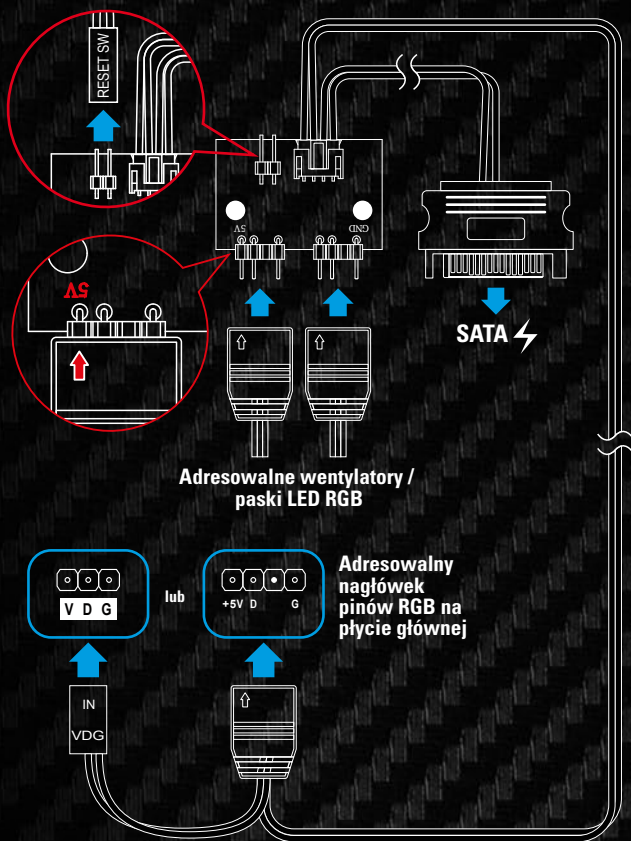 RESET SW
5V
GND
5V
SATA
Adresowalne wentylatory /
paski LED RGB
V D G
lub
+5V D G
Adresowalny
nagłówek
pinów RGB na
płycie głównej
IN
VDG